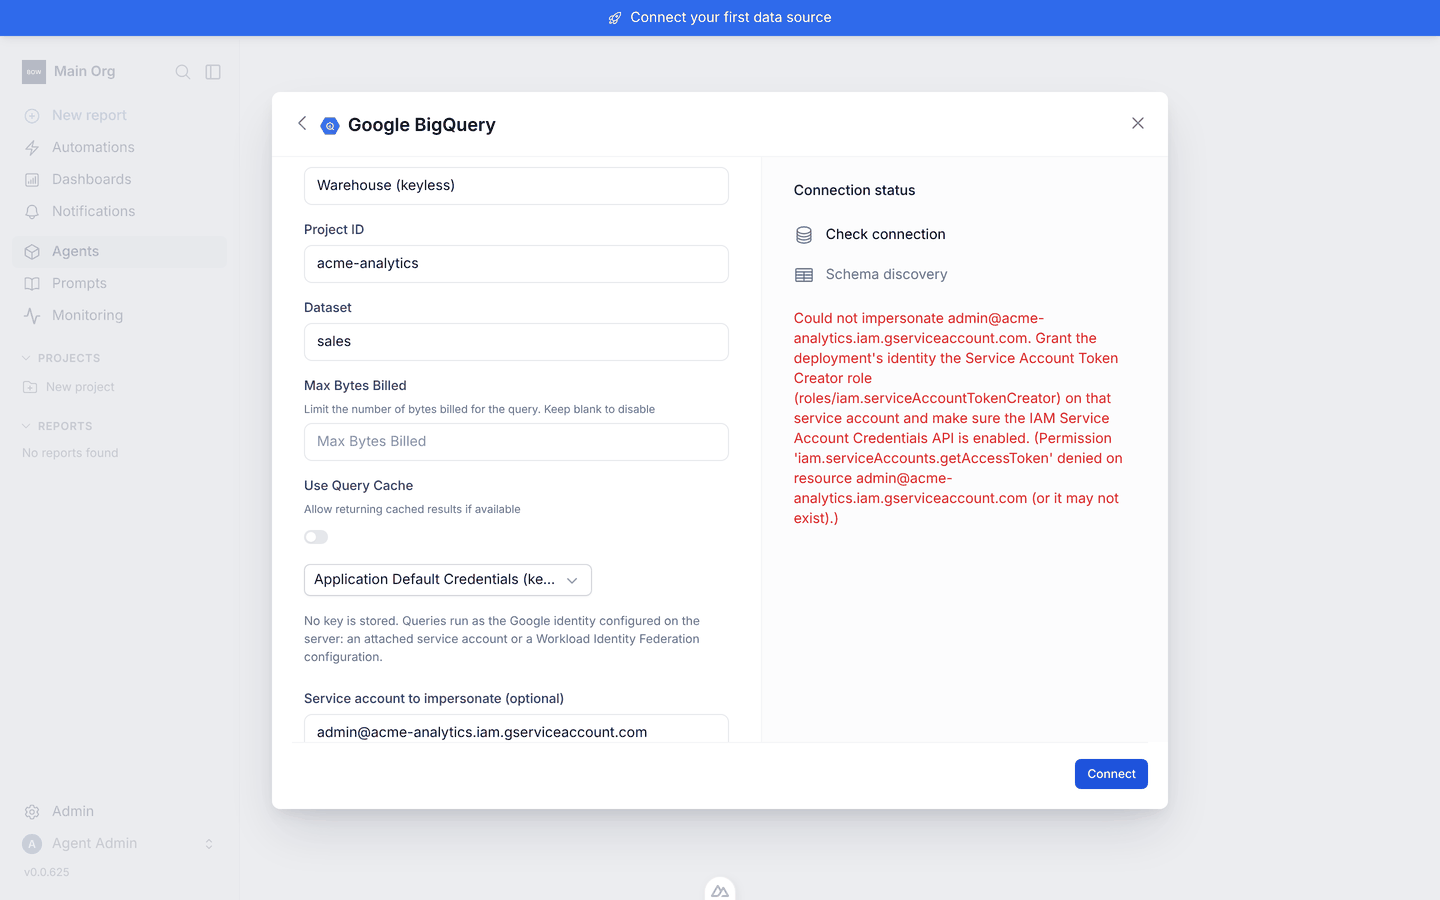 Connect your first data source
BOW
Main Org
New report
Automations
Dashboards
Notifications
Agents
Prompts
Monitoring
PROJECTS
New project
REPORTS
No reports found
Admin
A
Agent Admin
v0.0.625
Google BigQuery
Warehouse (keyless)
Project ID
acme-analytics
Dataset
sales
Max Bytes Billed
Limit the number of bytes billed for the query. Keep blank to disable
Max Bytes Billed
Use Query Cache
Allow returning cached results if available
Application Default Credentials (ke...
No key is stored. Queries run as the Google identity configured on the
server: an attached service account or a Workload Identity Federation
configuration.
Service account to impersonate (optional)
admin@acme-analytics.iam.gserviceaccount.com
Connection status
Check connection
Schema discovery
Could not impersonate admin@acme-
analytics.iam.gserviceaccount.com. Grant the
deployment's identity the Service Account Token
Creator role
(roles/iam.serviceAccountTokenCreator) on that
service account and make sure the IAM Service
Account Credentials API is enabled. (Permission
'iam.serviceAccounts.getAccessToken' denied on
resource admin@acme-
analytics.iam.gserviceaccount.com (or it may not
exist).)
Connect